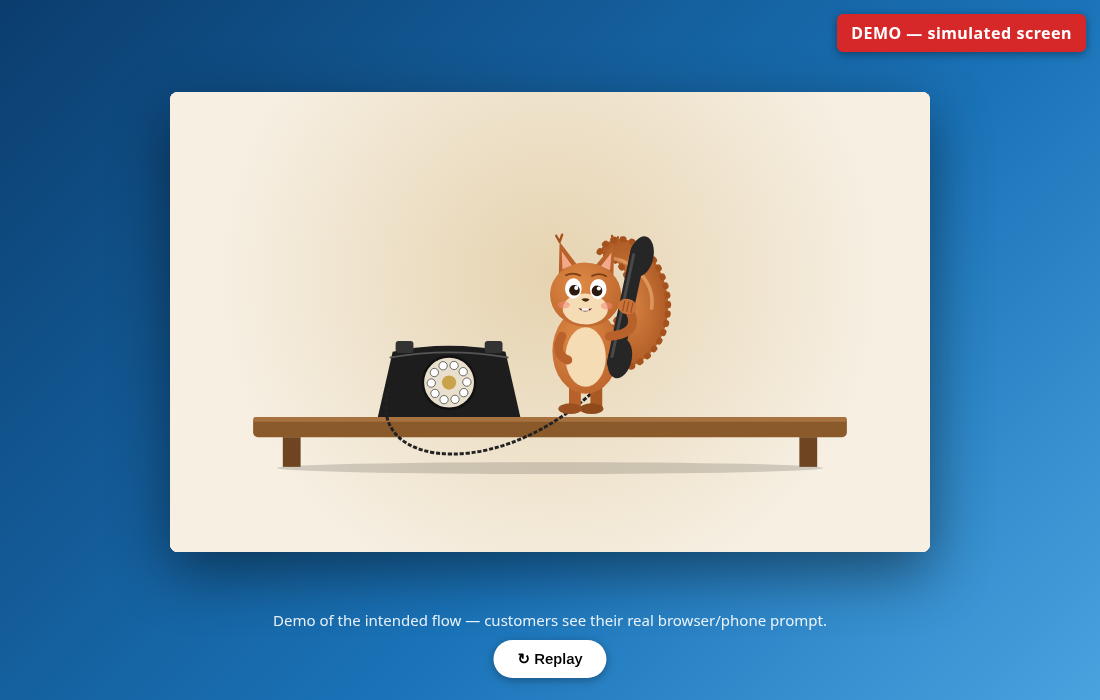 DEMO — simulated screen
Demo of the intended flow — customers see their real browser/phone prompt.
↻ Replay